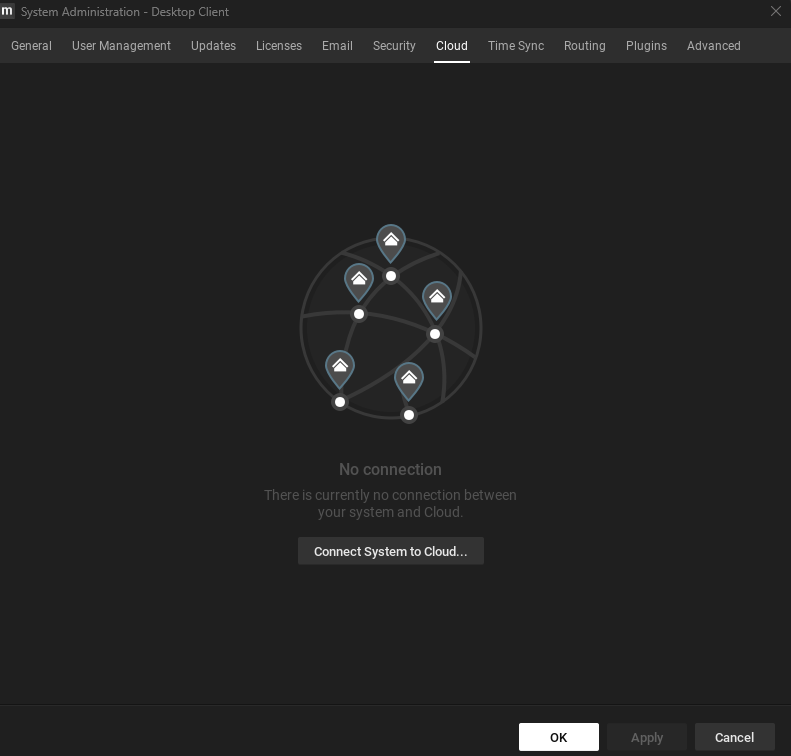 m System Administration - Desktop Client
General User Management Updates Licenses Email Security Cloud Time Sync Routing Plugins Advanced
No connection
There is currently no connection between
your system and Cloud.
Connect System to Cloud...
OK Apply Cancel